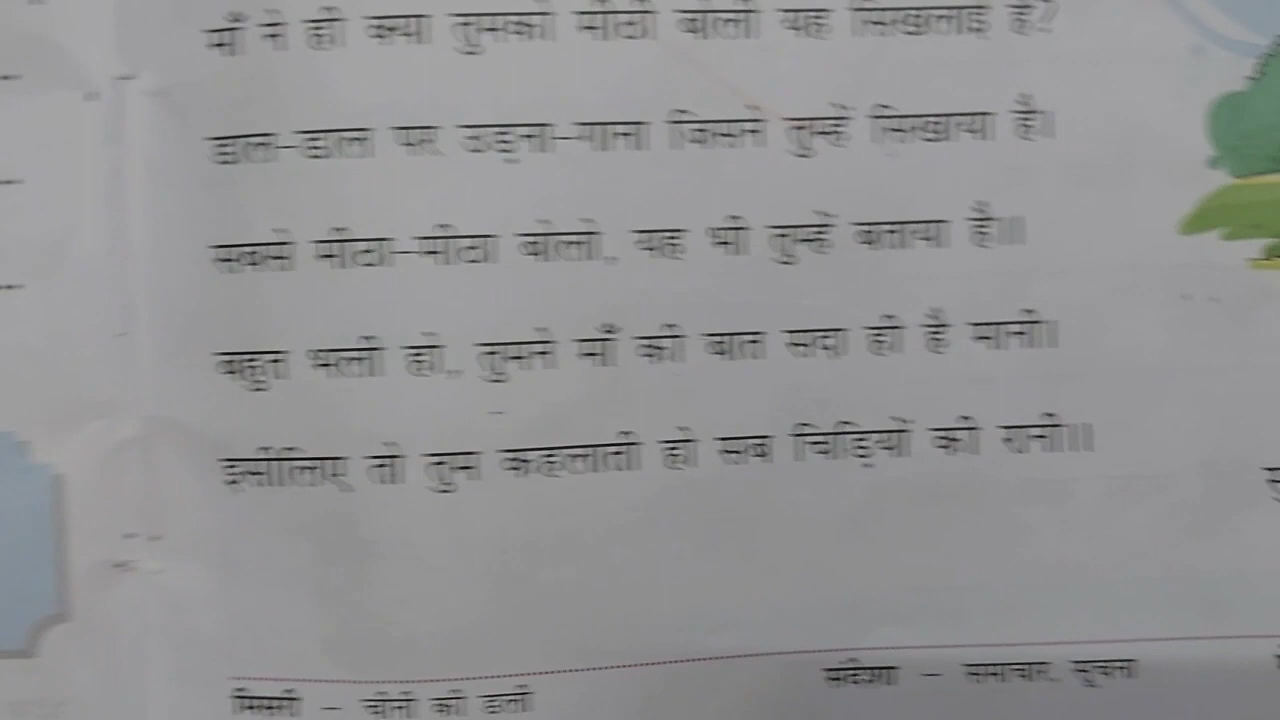 माँ ने ही क्या तुमको मीठी बोली यह सिखलाई है?
डाल-डाल पर उड़ना-गाना जिसने तुम्हें सिखाया है।
सबसे मीठा-मीठा बोलो, यह भी तुम्हें बताया है॥
बहुत भली हो, तुमने माँ की बात सदा ही है मानी।
इसीलिए तो तुम कहलाती हो सब चिड़ियों की रानी॥
मिसरी – चीनी की डली
संदेशा – समाचार, सूचना